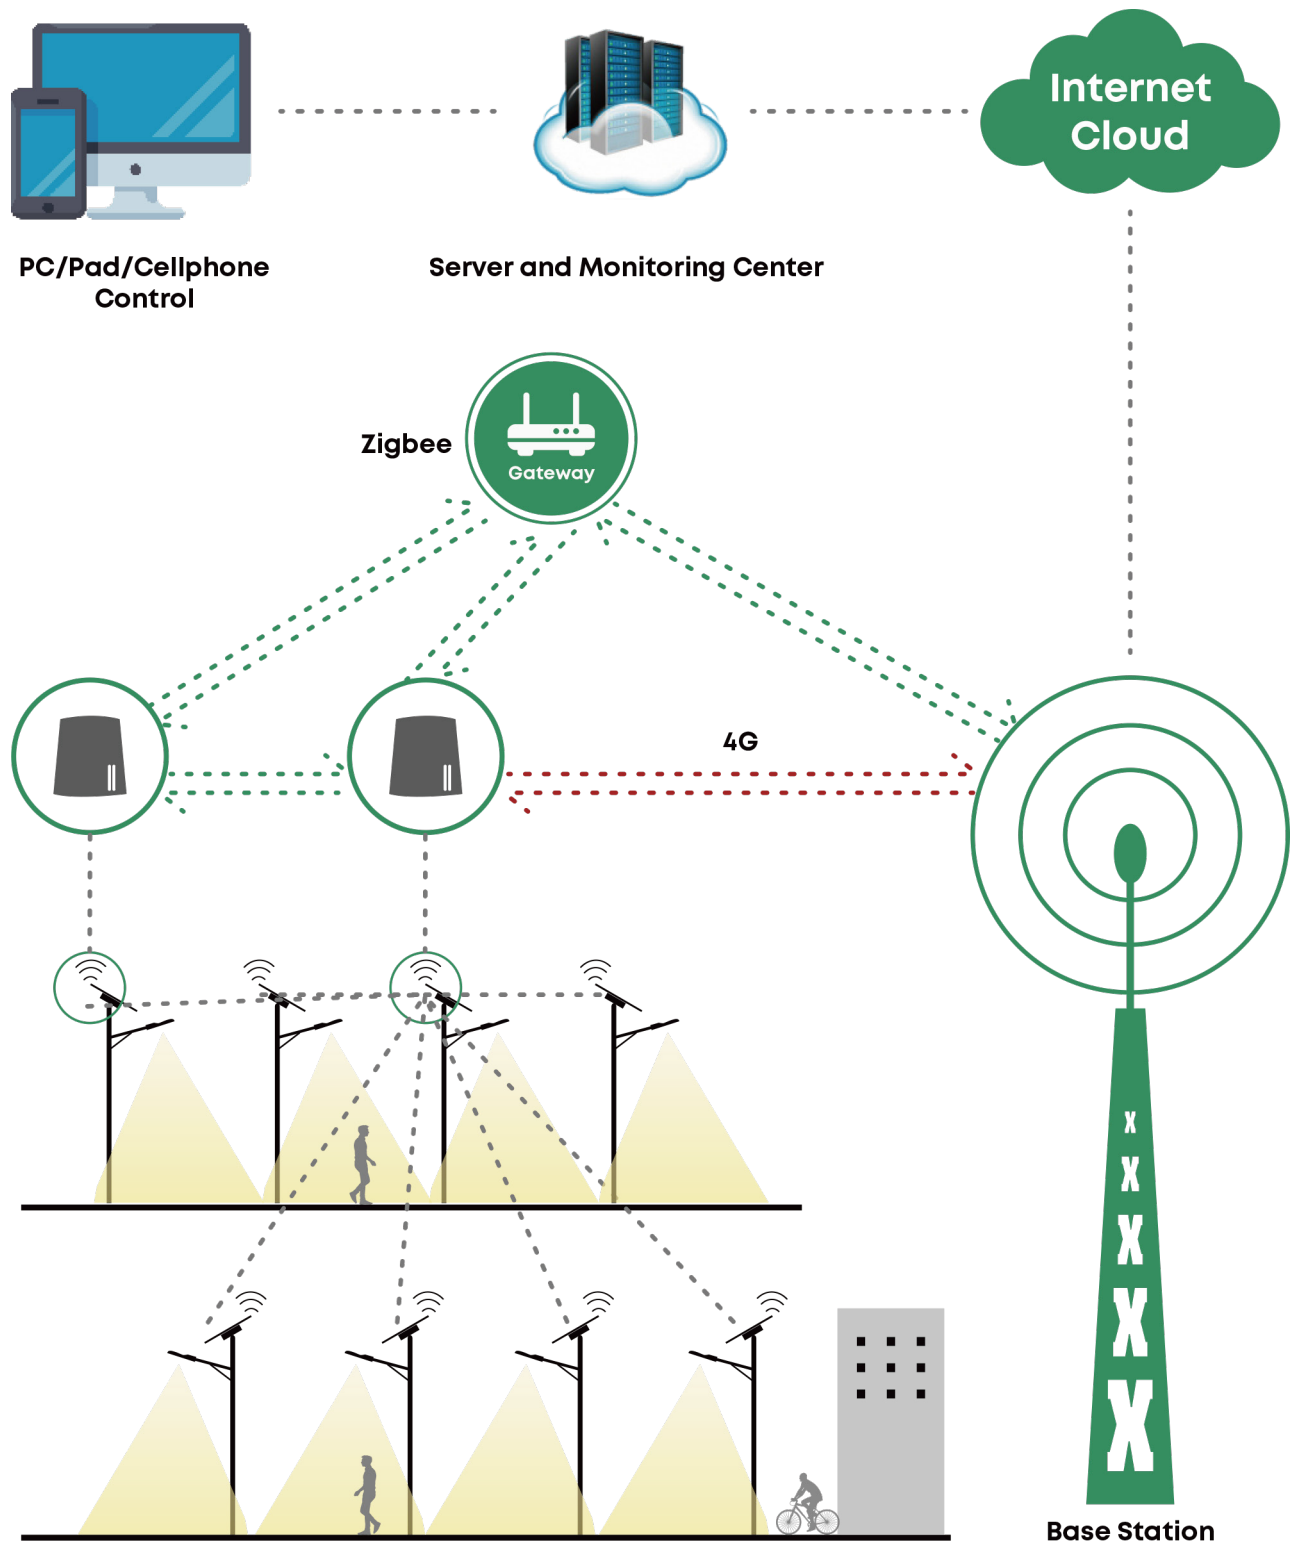 Internet
Cloud
PC/Pad/Cellphone
Control
Server and Monitoring Center
Zigbee
Gateway
4G
Base Station